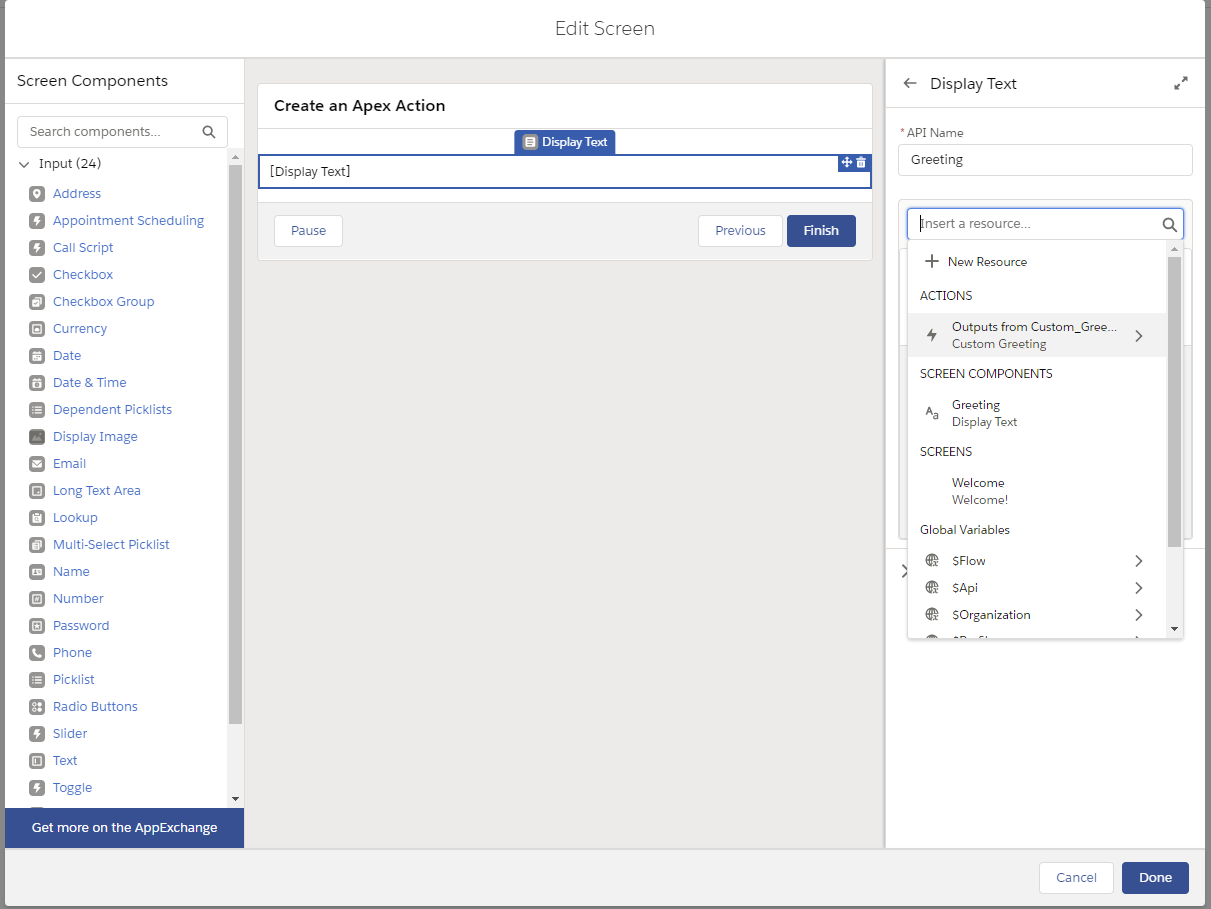 Edit Screen
Screen Components
Search components...
Input (24)
Address
Appointment Scheduling
Call Script
Checkbox
Checkbox Group
Currency
Date
Date & Time
Dependent Picklists
Display Image
Email
Long Text Area
Lookup
Multi-Select Picklist
Name
Number
Password
Phone
Picklist
Radio Buttons
Slider
Text
Toggle
Get more on the AppExchange
Create an Apex Action
Display Text
[Display Text]
Pause
Previous
Finish
Display Text
* API Name
Greeting
Insert a resource...
New Resource
ACTIONS
Outputs from Custom_Gree...
Custom Greeting
SCREEN COMPONENTS
Aa
Greeting
Display Text
SCREENS
Welcome
Welcome!
Global Variables
$Flow
$Api
$Organization
Cancel
Done